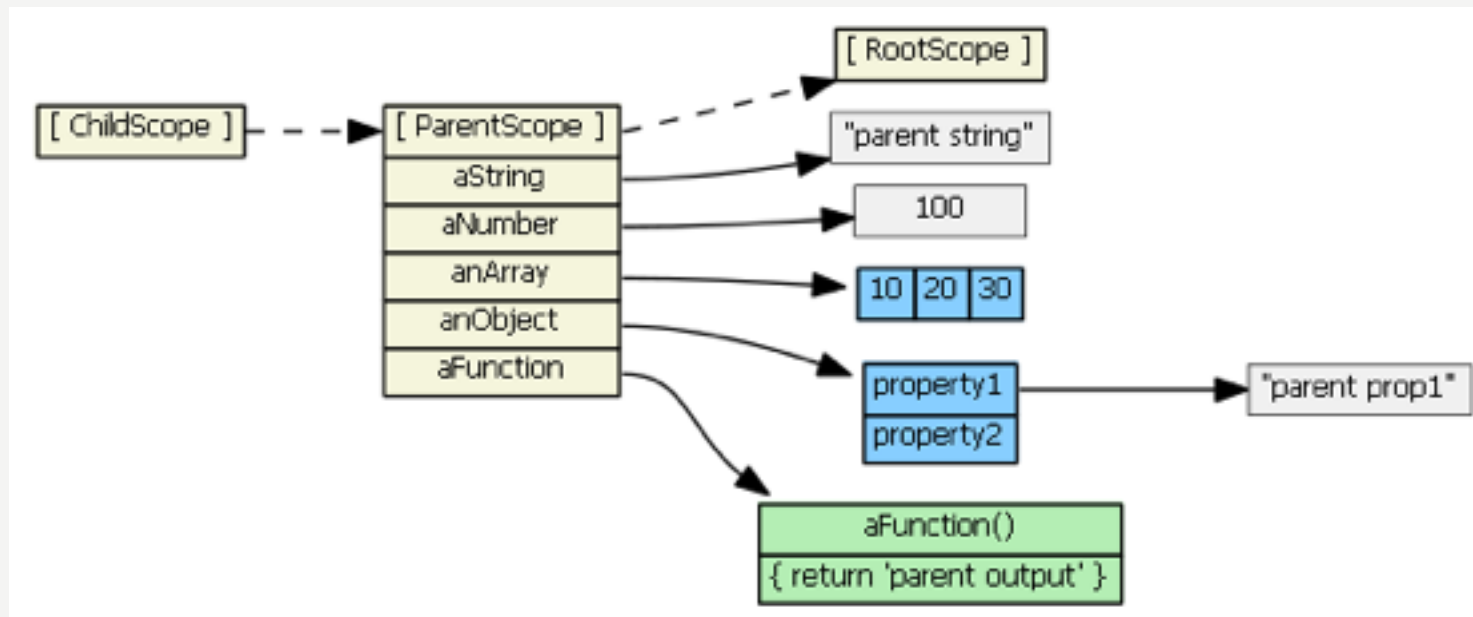 [ RootScope ]
[ ChildScope ]
[ ParentScope ]
"parent string"
aString
100
aNumber
anArray
10 20 30
anObject
aFunction
property1
"parent prop1"
property2
aFunction()
{ return 'parent output' }